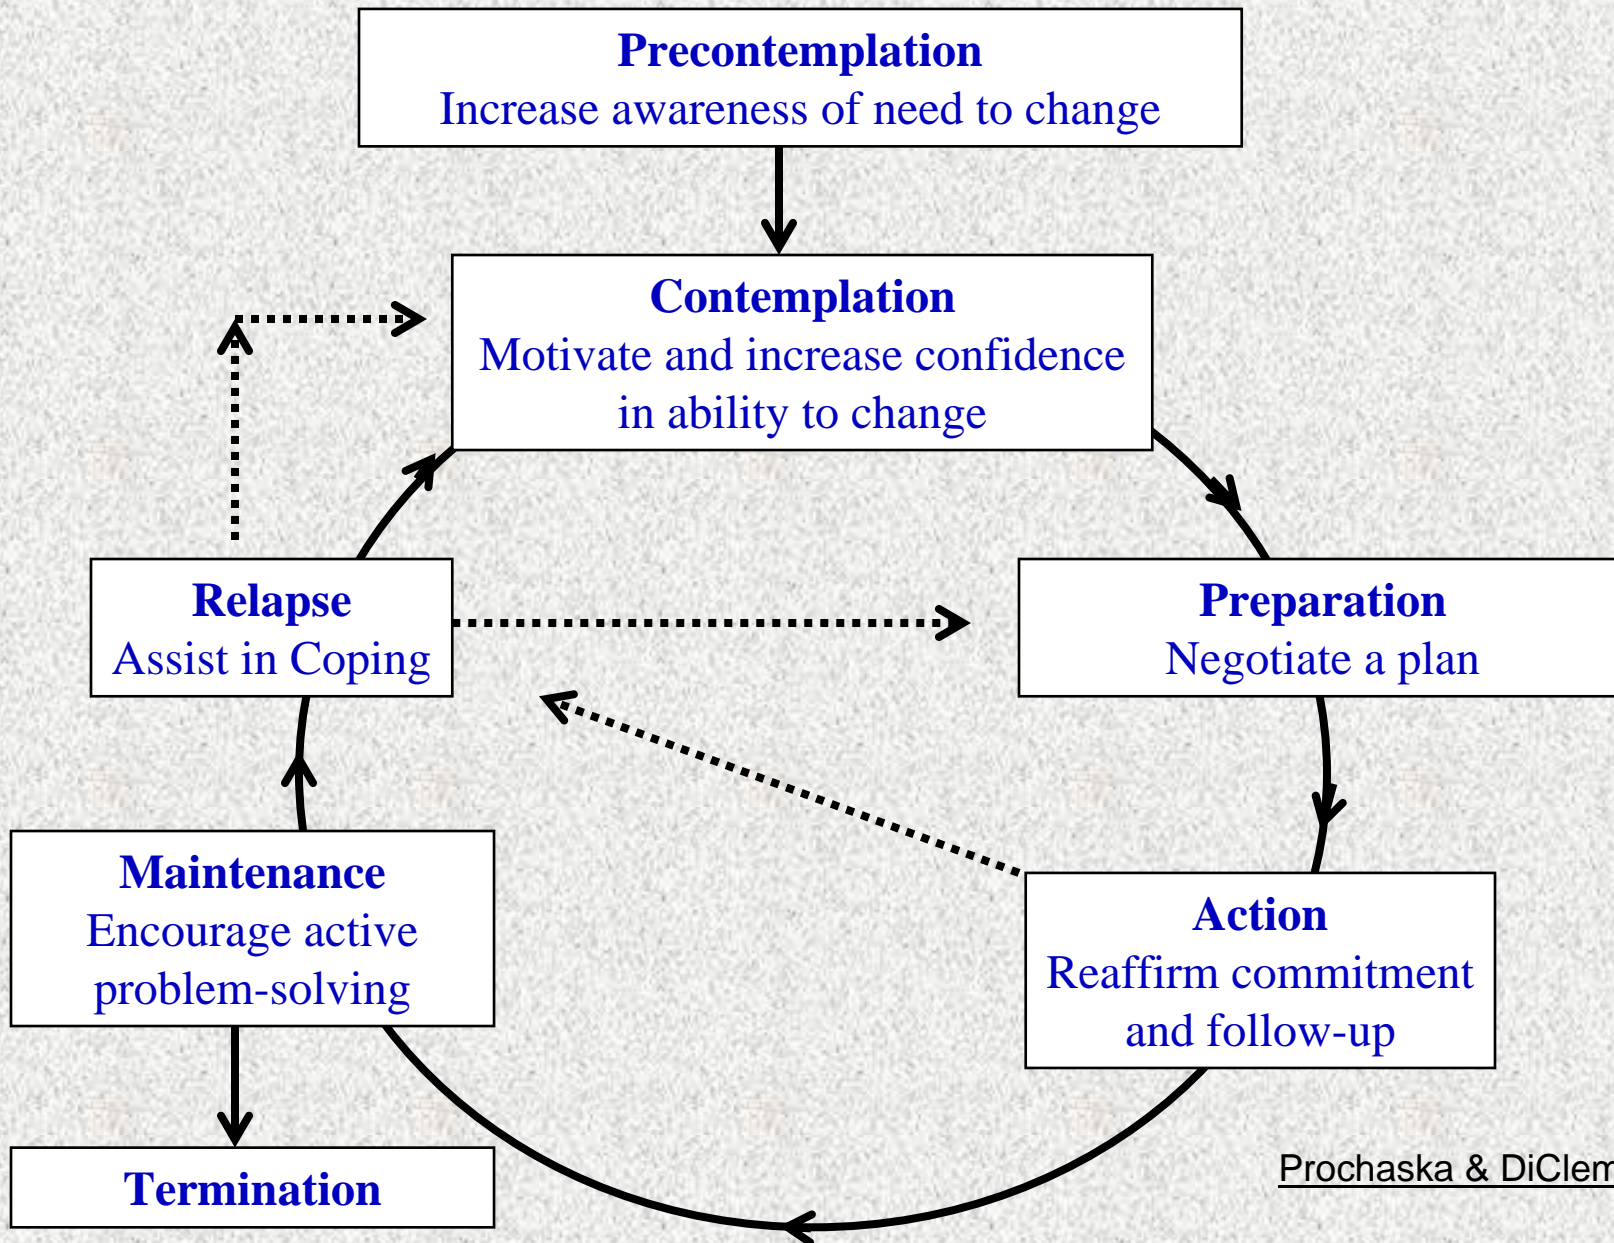 Precontemplation
Increase awareness of need to change
Contemplation
Motivate and increase confidence
in ability to change
Relapse
Assist in Coping
Preparation
Negotiate a plan
Maintenance
Encourage active
problem-solving
Action
Reaffirm commitment
and follow-up
Termination
Prochaska & DiClem